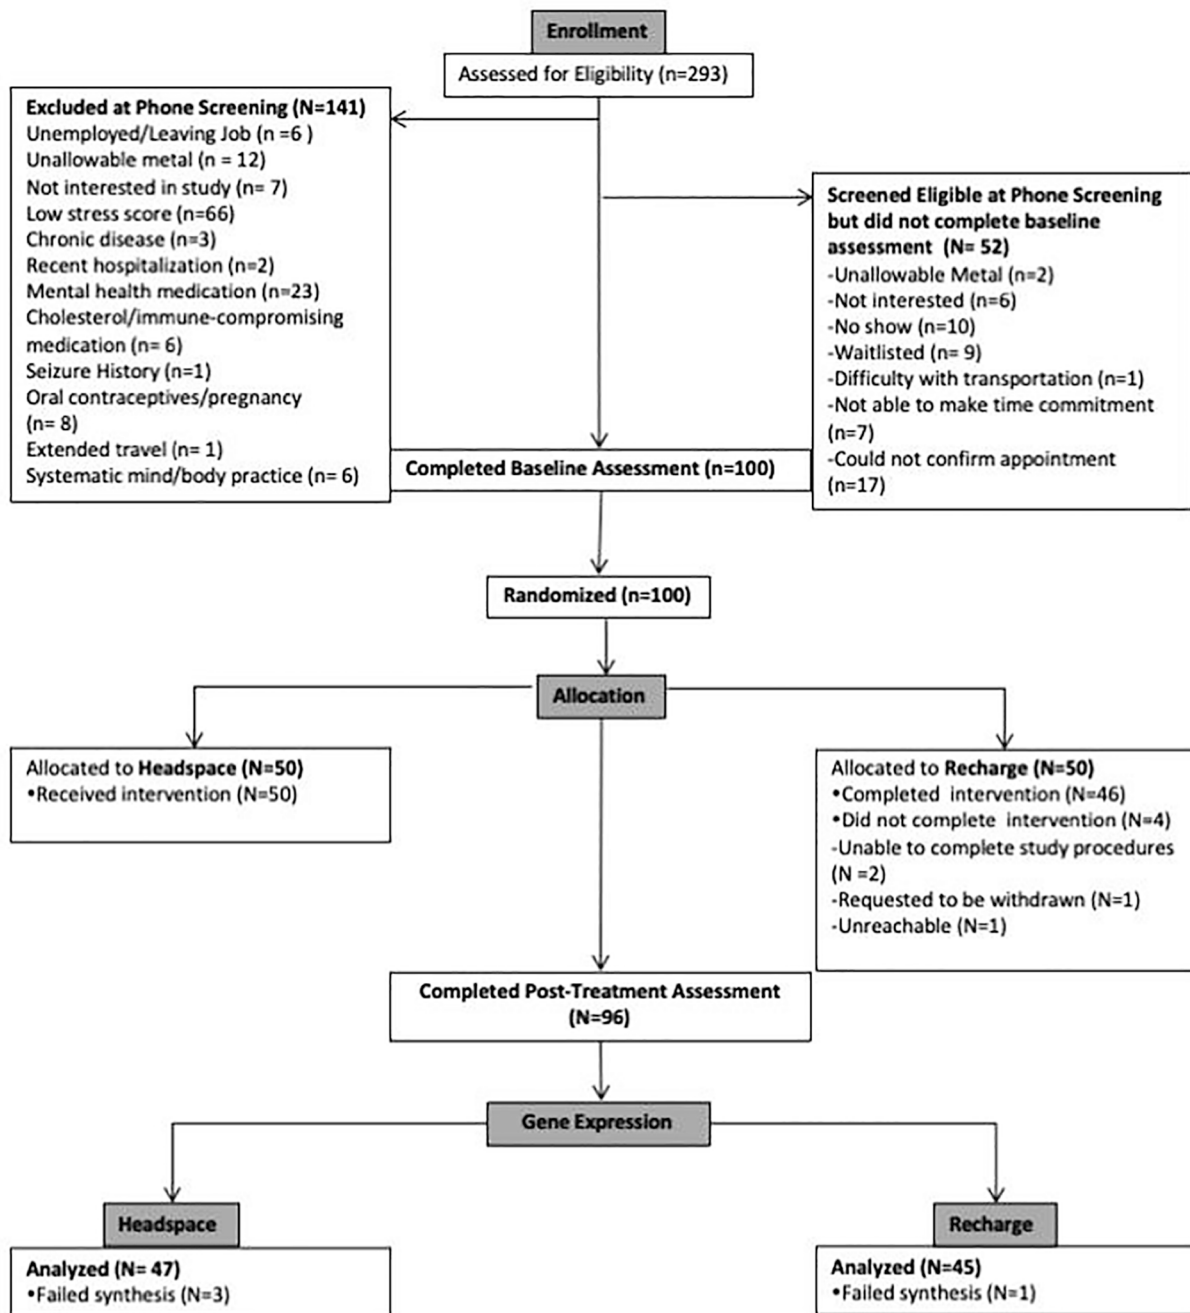 Enrollment
Assessed for Eligibility (n=293)
Excluded at Phone Screening (N=141)
Unemployed/Leaving Job (n =6 )
Unallowable metal (n = 12)
Not interested in study (n= 7)
Low stress score (n=66)
Chronic disease (n=3)
Recent hospitalization (n=2)
Mental health medication (n=23)
Cholesterol/immune-compromising
medication (n= 6)
Seizure History (n=1)
Oral contraceptives/pregnancy
(n= 8)
Extended travel (n= 1)
Systematic mind/body practice (n= 6)
Screened Eligible at Phone Screening
but did not complete baseline
assessment (N= 52)
-Unallowable Metal (n=2)
-Not interested (n=6)
-No show (n=10)
-Waitlisted (n= 9)
-Difficulty with transportation (n=1)
-Not able to make time commitment
(n=7)
-Could not confirm appointment
(n=17)
Completed Baseline Assessment (n=100)
Randomized (n=100)
Allocation
Allocated to Headspace (N=50)
•Received intervention (N=50)
Allocated to Recharge (N=50)
•Completed intervention (N=46)
•Did not complete intervention (N=4)
-Unable to complete study procedures
(N =2)
-Requested to be withdrawn (N=1)
-Unreachable (N=1)
Completed Post-Treatment Assessment
(N=96)
Gene Expression
Headspace
Analyzed (N= 47)
•Failed synthesis (N=3)
Recharge
Analyzed (N=45)
•Failed synthesis (N=1)